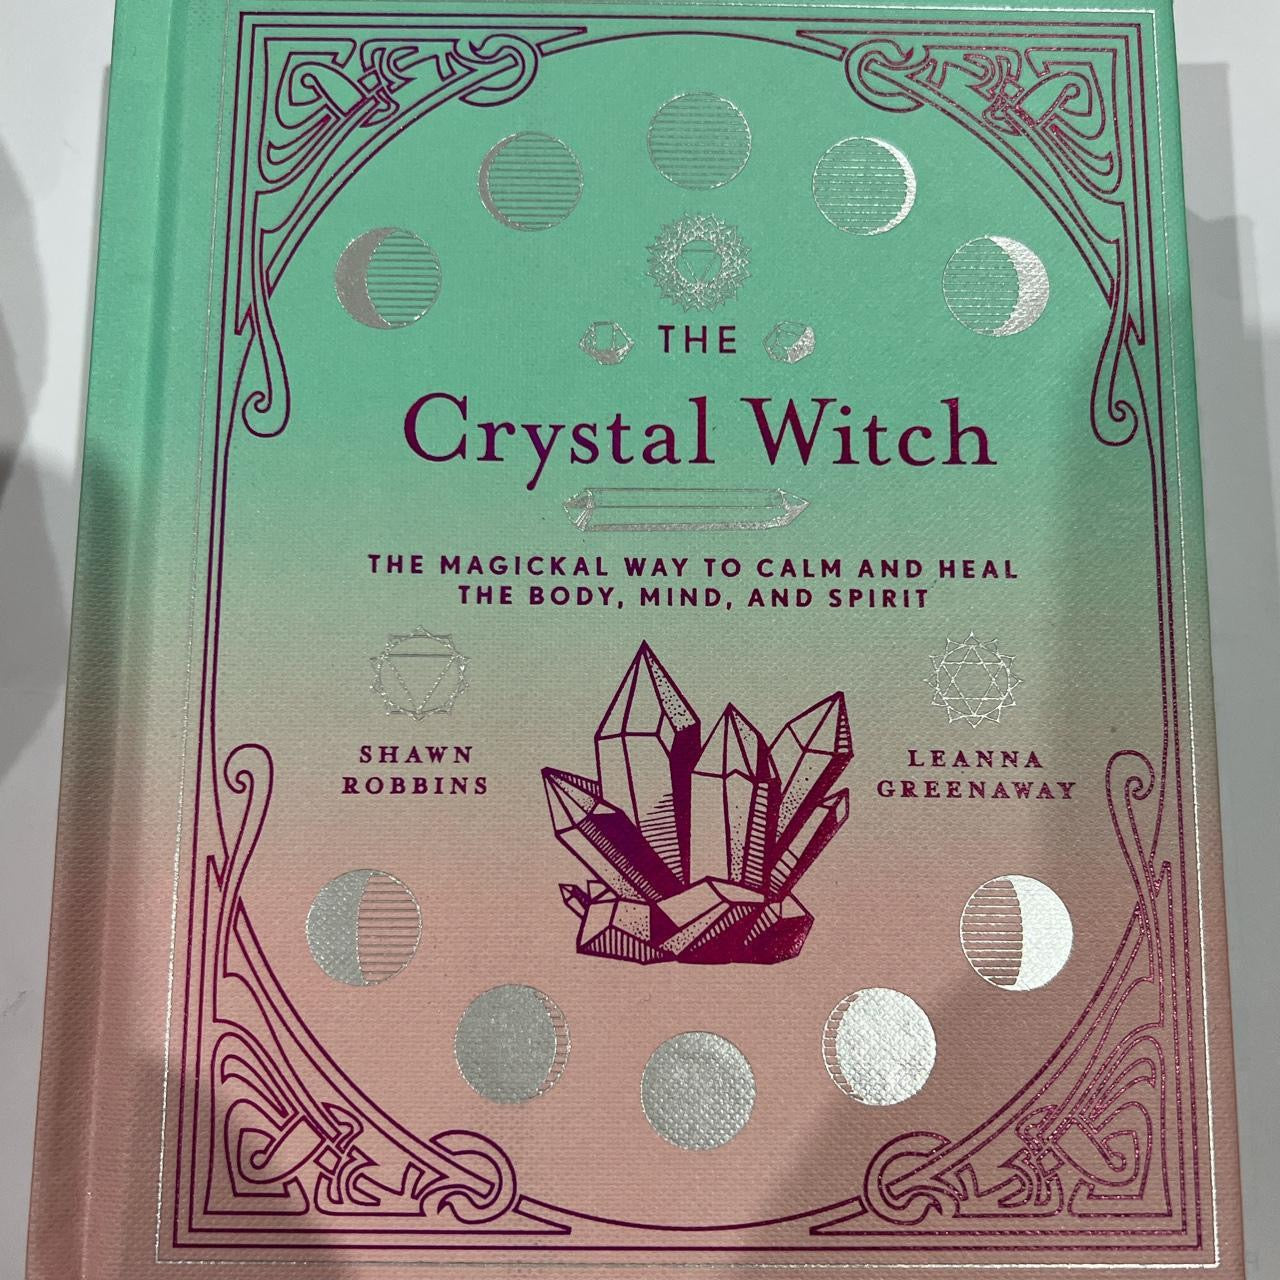 THE
Crystal Witch
THE MAGICKAL WAY TO CALM AND HEAL
THE BODY, MIND, AND SPIRIT
SHAWN
ROBBINS
LEANNA
GREENAWAY